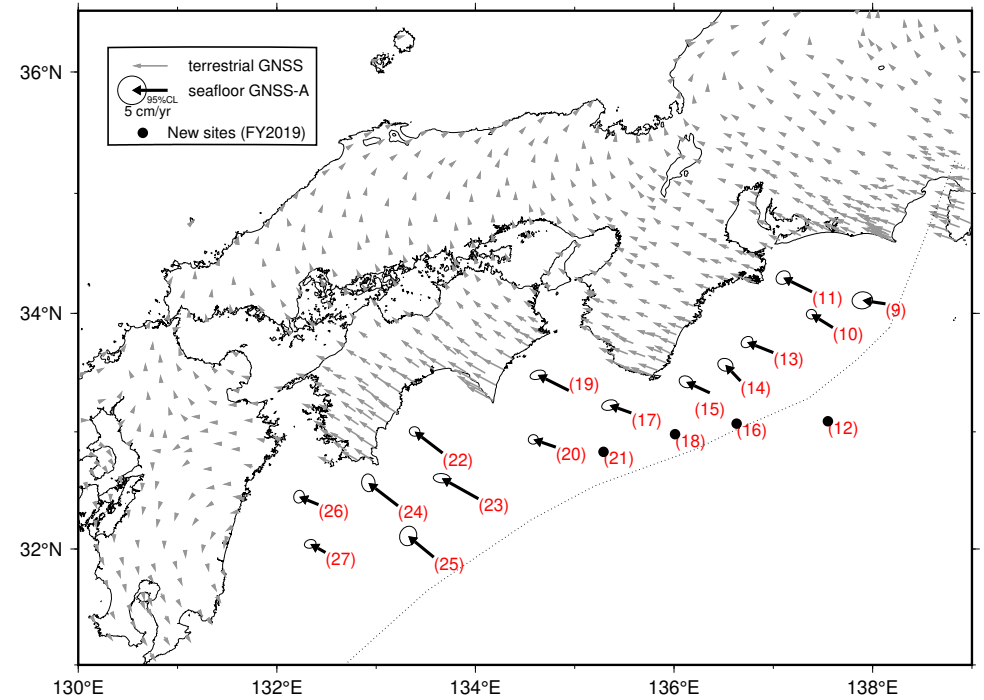 36°N
34°N
32°N
130°E
132°E
134°E
136°E
138°E
terrestrial GNSS
seafloor GNSS-A
95%CL
5 cm/yr
New sites (FY2019)
(9)
(11)
(10)
(13)
(14)
(19)
(15)
(17)
(12)
(16)
(18)
(20)
(21)
(22)
(23)
(24)
(26)
(27)
(25)